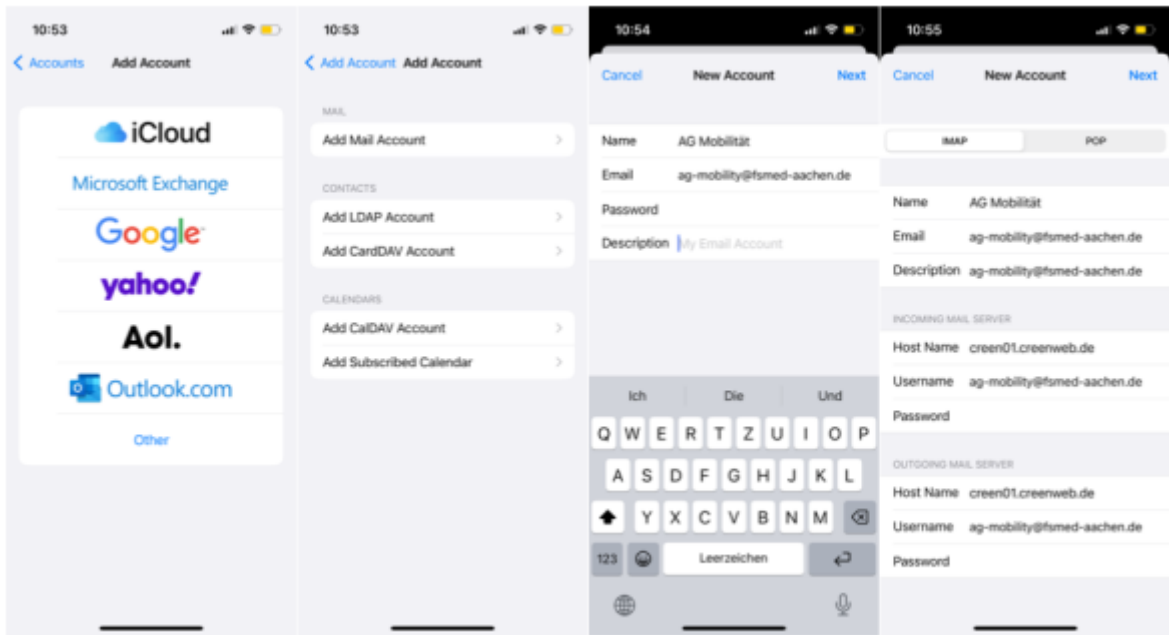 10:53
Accounts Add Account
iCloud
Microsoft Exchange
Google
yahoo!
Aol.
Outlook.com
Other
10:53
Add Account Add Account
MAIL
Add Mail Account
CONTACTS
Add LDAP Account
Add CardDAV Account
CALENDARS
Add CalDAV Account
Add Subscribed Calendar
10:54
Cancel New Account Next
Name AG Mobilität
Email ag-mobility@fsmed-aachen.de
Password
Description My Email Account
Ich Die Und
Q W E R T Z U I O P
A S D F G H J K L
Y X C V B N M
123 Leerzeichen
10:55
Cancel New Account Next
IMAP POP
Name AG Mobilität
Email ag-mobility@fsmed-aachen.de
Description ag-mobility@fsmed-aachen.de
INCOMING MAIL SERVER
Host Name creen01.creenweb.de
Username ag-mobility@fsmed-aachen.de
Password
OUTGOING MAIL SERVER
Host Name creen01.creenweb.de
Username ag-mobility@fsmed-aachen.de
Password